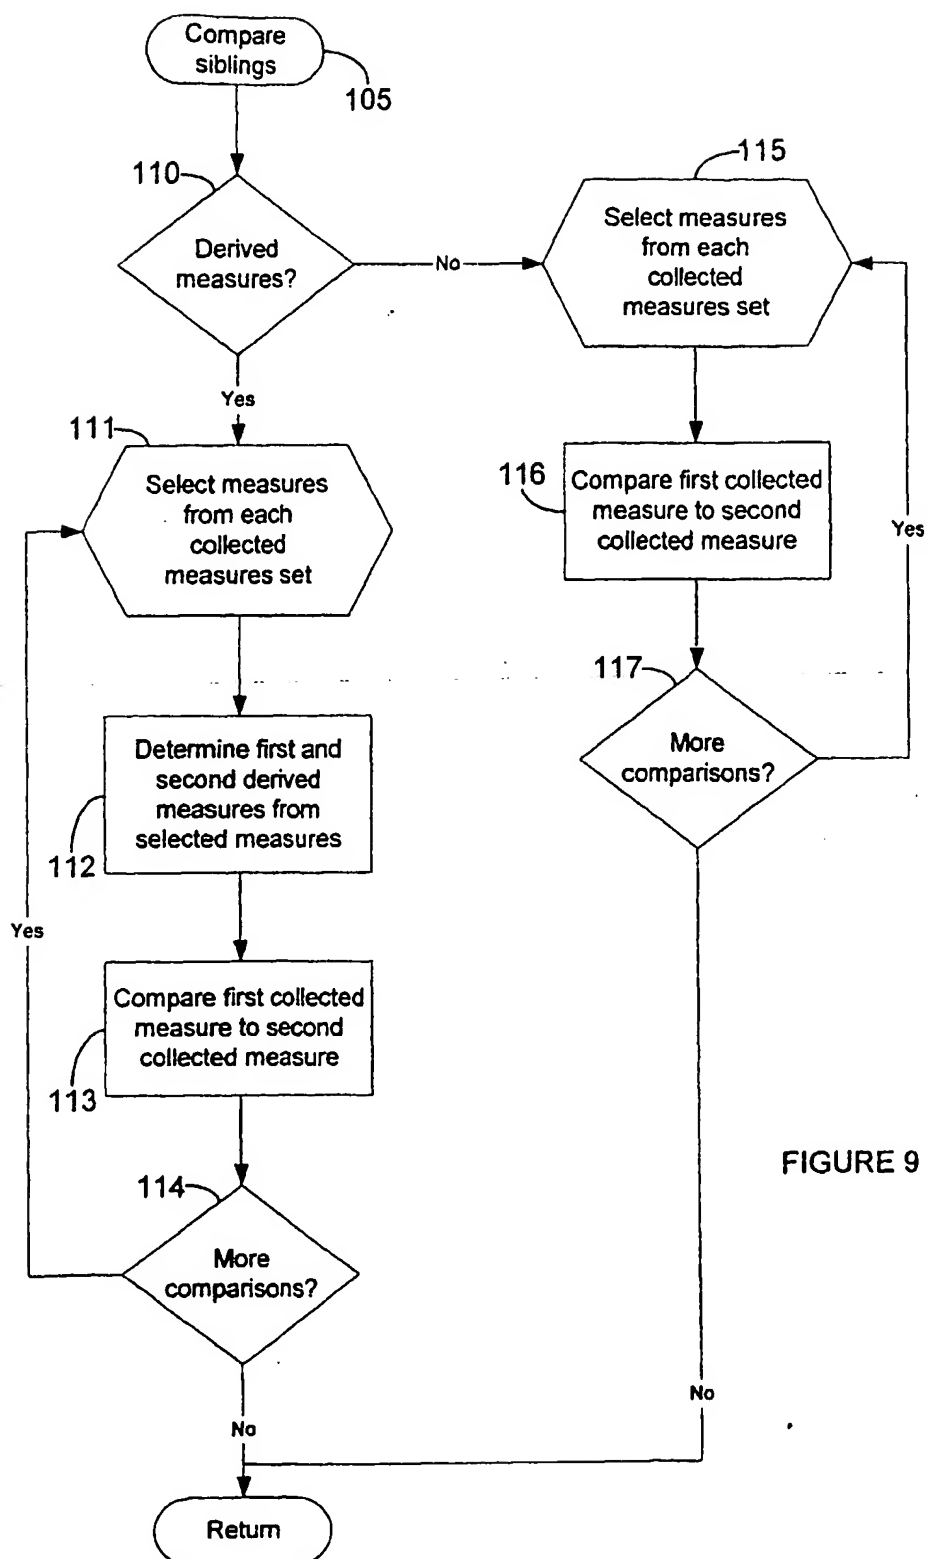 Compare
siblings
105
110
Derived
measures?
No
115
Select measures
from each
collected
measures set
Yes
111
Select measures
from each
collected
measures set
116
Compare first collected
measure to second
collected measure
Yes
117
More
comparisons?
Determine first and
second derived
measures from
selected measures
112
Yes
Compare first collected
measure to second
collected measure
113
FIGURE 9
114
More
comparisons?
No
No
Return